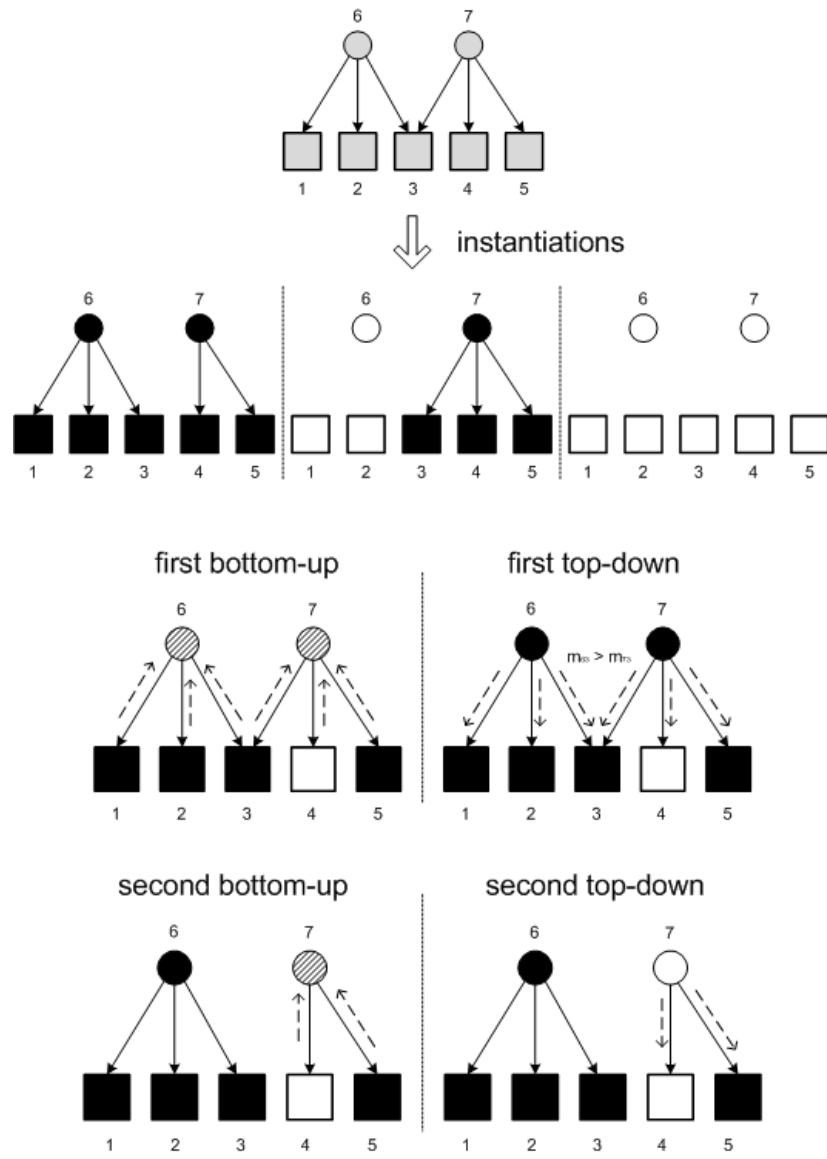 6 7
1 2 3 4 5
instantiations
6 7 6 7 6 7
1 2 3 4 5 1 2 3 4 5 1 2 3 4 5
first bottom-up first top-down
6 7 6 7
m₆₃ > m₇₃
1 2 3 4 5 1 2 3 4 5
second bottom-up second top-down
6 7 6 7
1 2 3 4 5 1 2 3 4 5